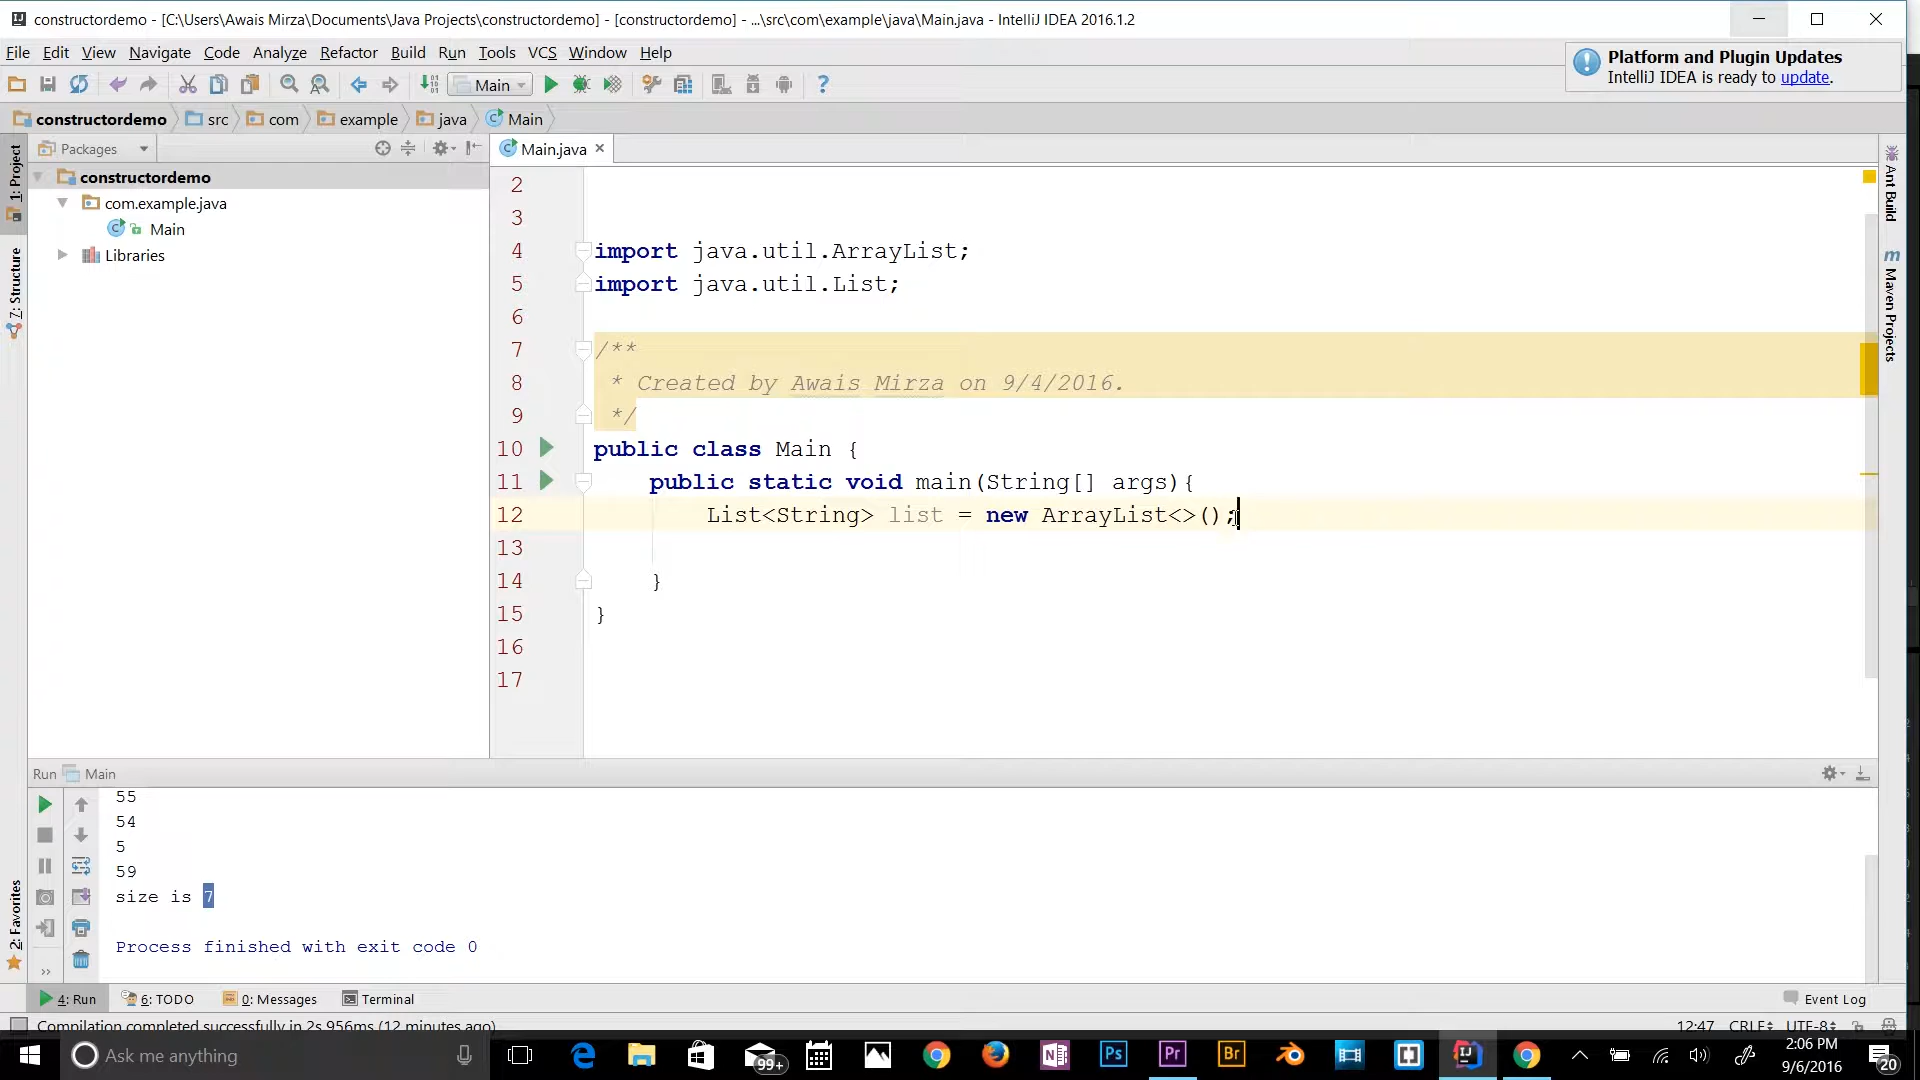 constructordemo - [C:\Users\Awais Mirza\Documents\Java Projects\constructordemo] - [constructordemo] - ...\src\com\example\java\Main.java - IntelliJ IDEA 2016.1.2
File Edit View Navigate Code Analyze Refactor Build Run Tools VCS Window Help
Platform and Plugin Updates
IntelliJ IDEA is ready to update.
Main
constructordemo src com example java Main
Packages
Main.java
1: Project
7: Structure
2: Favorites
Ant Build
Maven Projects
constructordemo
com.example.java
Main
Libraries
2
3
4 import java.util.ArrayList;
5 import java.util.List;
6
7 /**
8 * Created by Awais Mirza on 9/4/2016.
9 */
10 public class Main {
11 public static void main(String[] args){
12 List<String> list = new ArrayList<>();
13
14 }
15 }
16
17
Run Main
55
54
5
59
size is 7
Process finished with exit code 0
4: Run 6: TODO 0: Messages Terminal Event Log
Compilation completed successfully in 2s 956ms (12 minutes ago) 12:47 CRLF UTF-8
Ask me anything
99+
Ps
Pr
Br
2:06 PM
9/6/2016
20